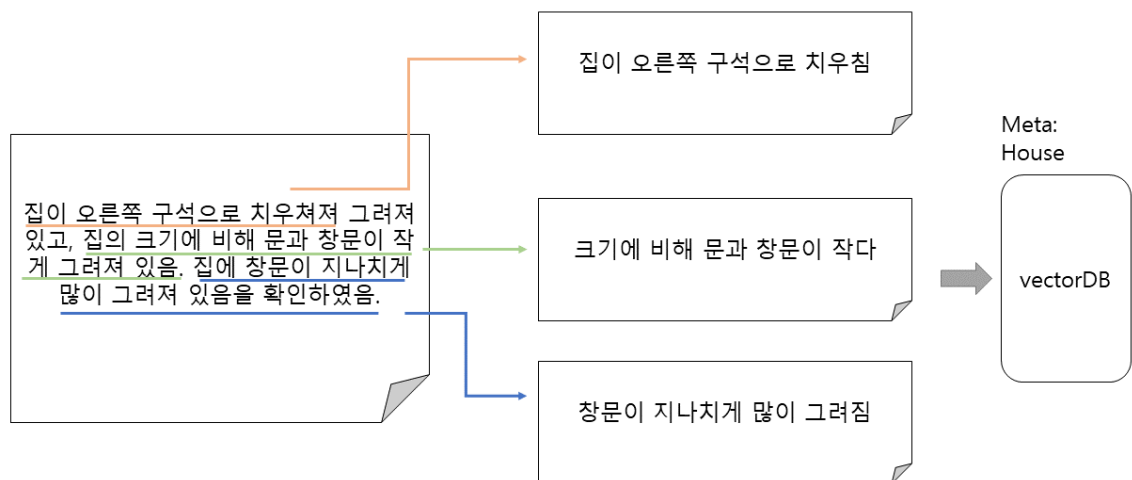 집이 오른쪽 구석으로 치우쳐져 그려져
있고, 집의 크기에 비해 문과 창문이 작
게 그려져 있음. 집에 창문이 지나치게
많이 그려져 있음을 확인하였음.
집이 오른쪽 구석으로 치우침
크기에 비해 문과 창문이 작다
창문이 지나치게 많이 그려짐
Meta:
House
vectorDB